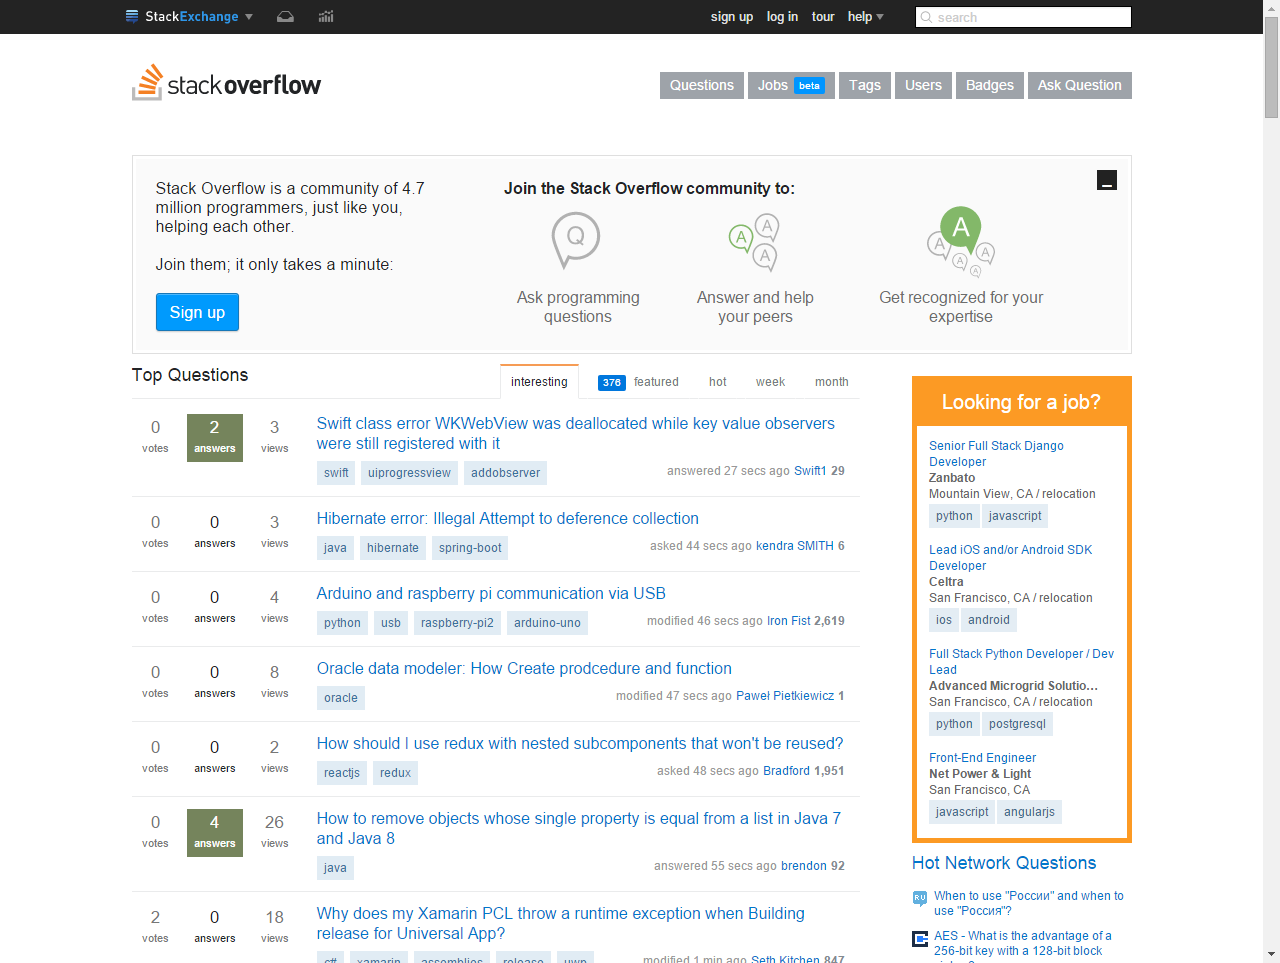 StackExchange
sign up log in tour help
search
stackoverflow
Questions Jobs beta Tags Users Badges Ask Question
Stack Overflow is a community of 4.7
million programmers, just like you,
helping each other.
Join them; it only takes a minute:
Sign up
Join the Stack Overflow community to:
Q
A A A
A A A A A
Ask programming
questions
Answer and help
your peers
Get recognized for your
expertise
Top Questions
interesting 376 featured hot week month
0 votes 2 answers 3 views
Swift class error WKWebView was deallocated while key value observers
were still registered with it
swift uiprogressview addobserver
answered 27 secs ago Swift1 29
0 votes 0 answers 3 views
Hibernate error: Illegal Attempt to deference collection
java hibernate spring-boot
asked 44 secs ago kendra SMITH 6
0 votes 0 answers 4 views
Arduino and raspberry pi communication via USB
python usb raspberry-pi2 arduino-uno
modified 46 secs ago Iron Fist 2,619
0 votes 0 answers 8 views
Oracle data modeler: How Create prodcedure and function
oracle
modified 47 secs ago Paweł Pietkiewicz 1
0 votes 0 answers 2 views
How should I use redux with nested subcomponents that won't be reused?
reactjs redux
asked 48 secs ago Bradford 1,951
0 votes 4 answers 26 views
How to remove objects whose single property is equal from a list in Java 7
and Java 8
java
answered 55 secs ago brendon 92
2 votes 0 answers 18 views
Why does my Xamarin PCL throw a runtime exception when Building
release for Universal App?
c# xamarin assemblies release uwp
modified 1 min ago Seth Kitchen 847
Looking for a job?
Senior Full Stack Django
Developer
Zanbato
Mountain View, CA / relocation
python javascript
Lead iOS and/or Android SDK
Developer
Celtra
San Francisco, CA / relocation
ios android
Full Stack Python Developer / Dev
Lead
Advanced Microgrid Solutio…
San Francisco, CA / relocation
python postgresql
Front-End Engineer
Net Power & Light
San Francisco, CA
javascript angularjs
Hot Network Questions
RU
When to use "России" and when to
use "Россия"?
AES - What is the advantage of a
256-bit key with a 128-bit block